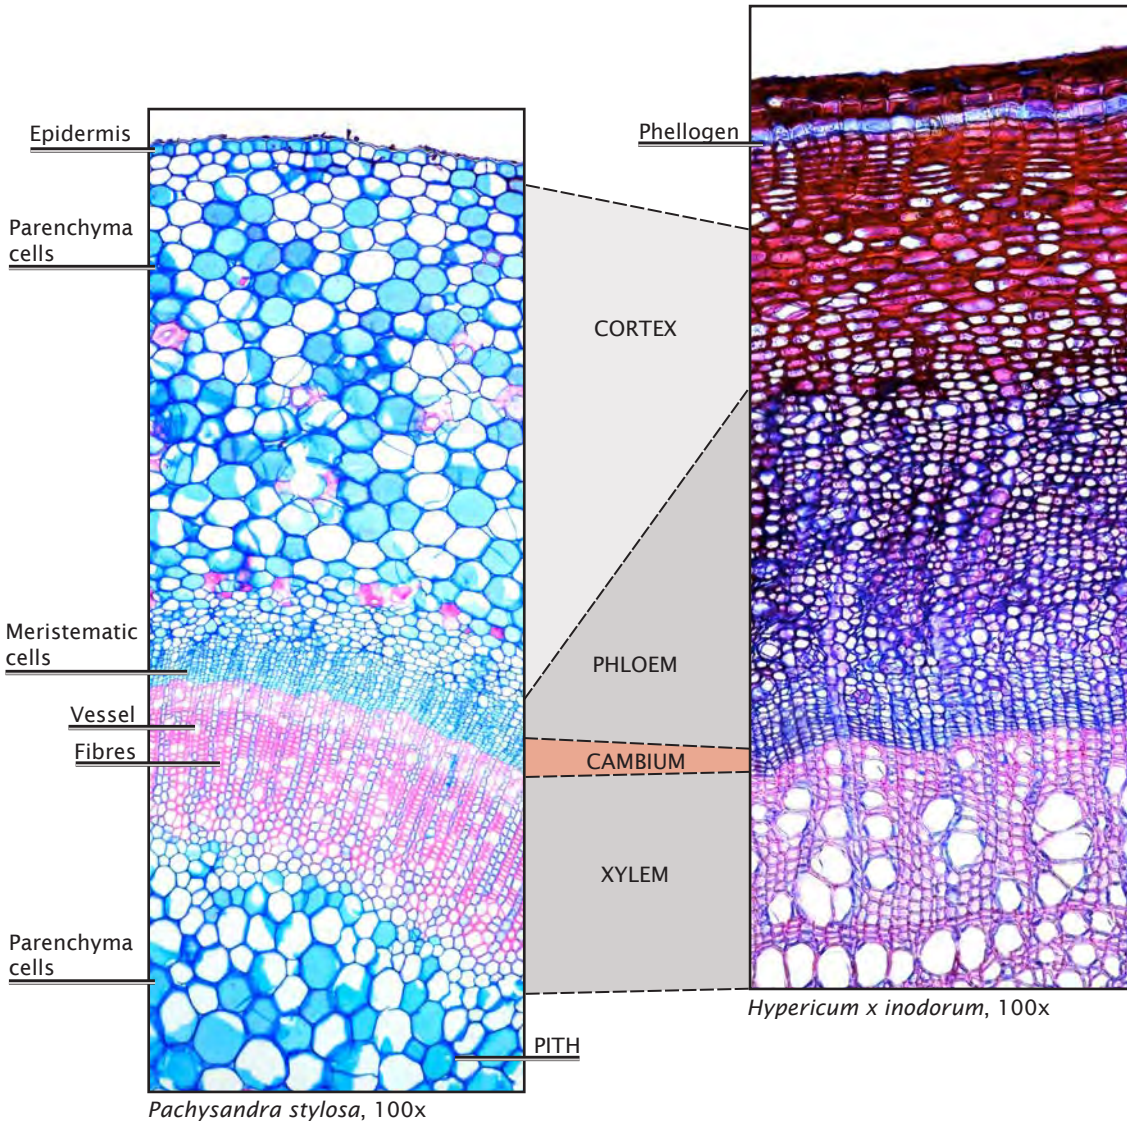 Epidermis
Parenchyma
cells
Meristematic
cells
Vessel
Fibres
Parenchyma
cells
PITH
Pachysandra stylosa, 100x
CORTEX
PHLOEM
CAMBIUM
XYLEM
Phellogen
Hypericum x inodorum, 100x